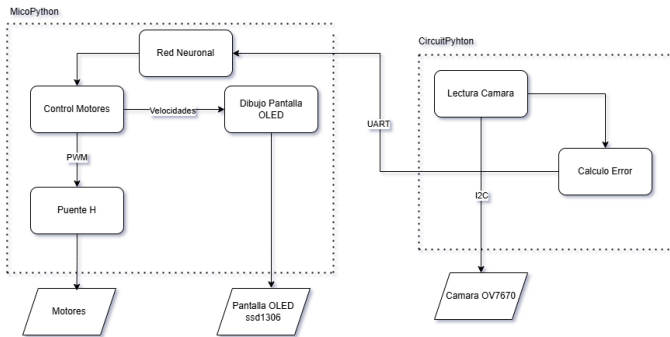 MicoPython
Red Neuronal
CircuitPyhton
Control Motores
Velocidades
Dibujo Pantalla
OLED
Lectura Camara
UART
PWM
Calculo Error
Puente H
I2C
Motores
Pantalla OLED
ssd1306
Camara OV7670